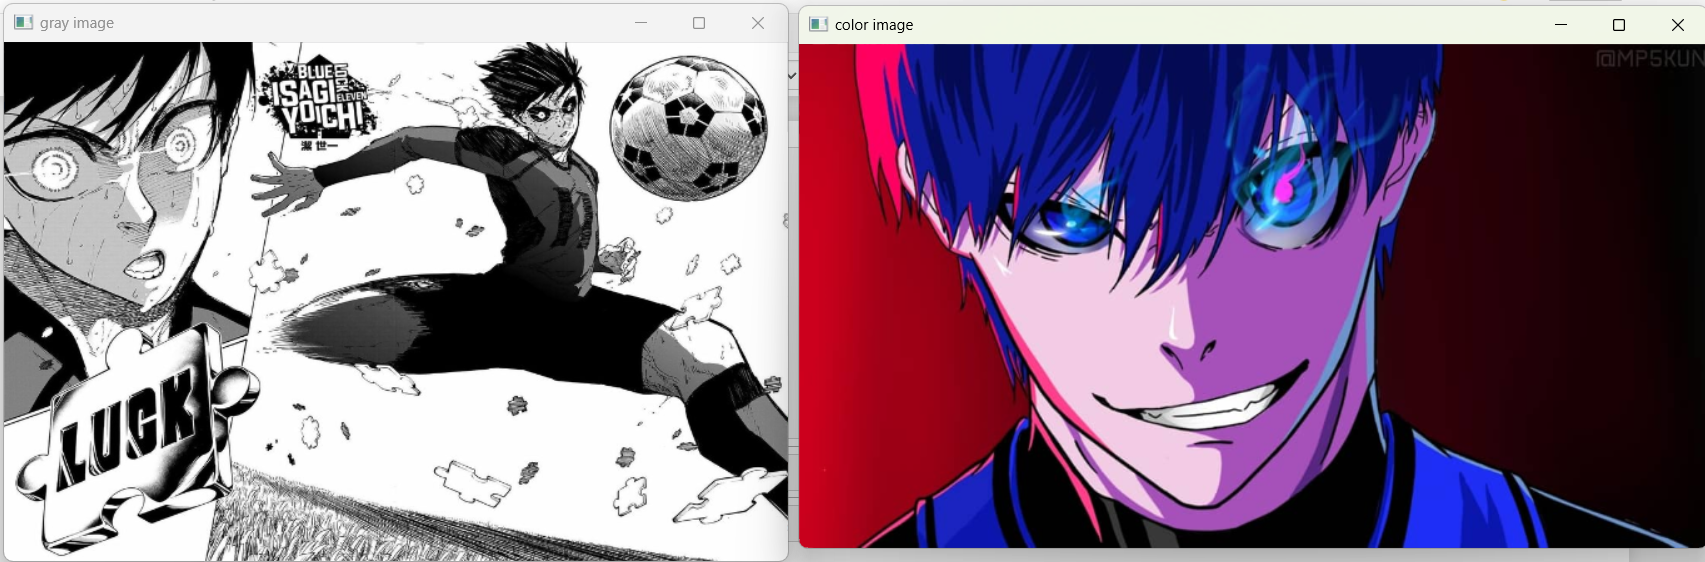 gray image
BLUE
LOCK
ISAGI
ELEVEN
YOICHI
潔 世一
LUCK
color image
@MP5KUN